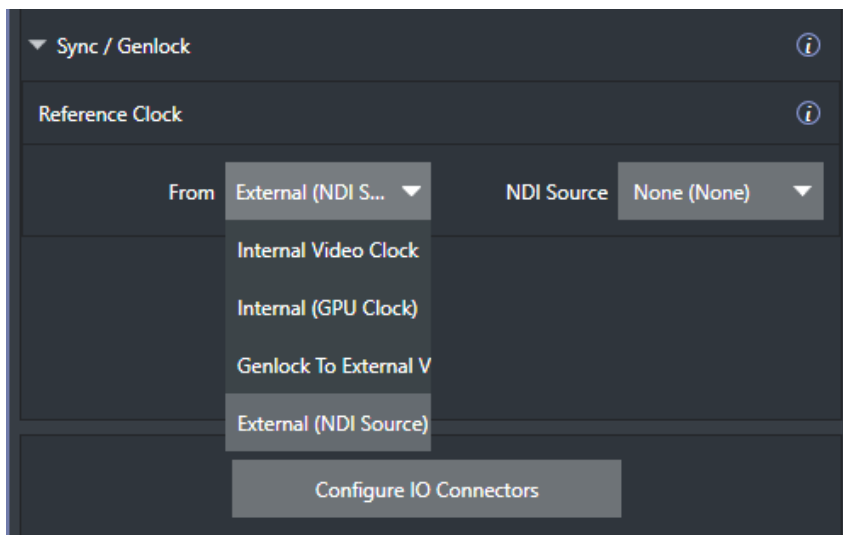 Sync / Genlock
Reference Clock
From External (NDI S... NDI Source None (None)
Internal Video Clock
Internal (GPU Clock)
Genlock To External V
External (NDI Source)
Configure IO Connectors